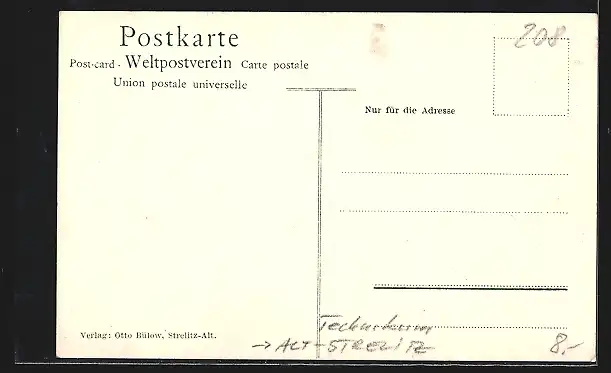 Postkarte
208
Post-card - Weltpostverein Carte postale
Union postale universelle
Nur für die Adresse
Technikum
→ ALT-STRELITZ
8.-
Verlag: Otto Bülow, Strelitz-Alt.